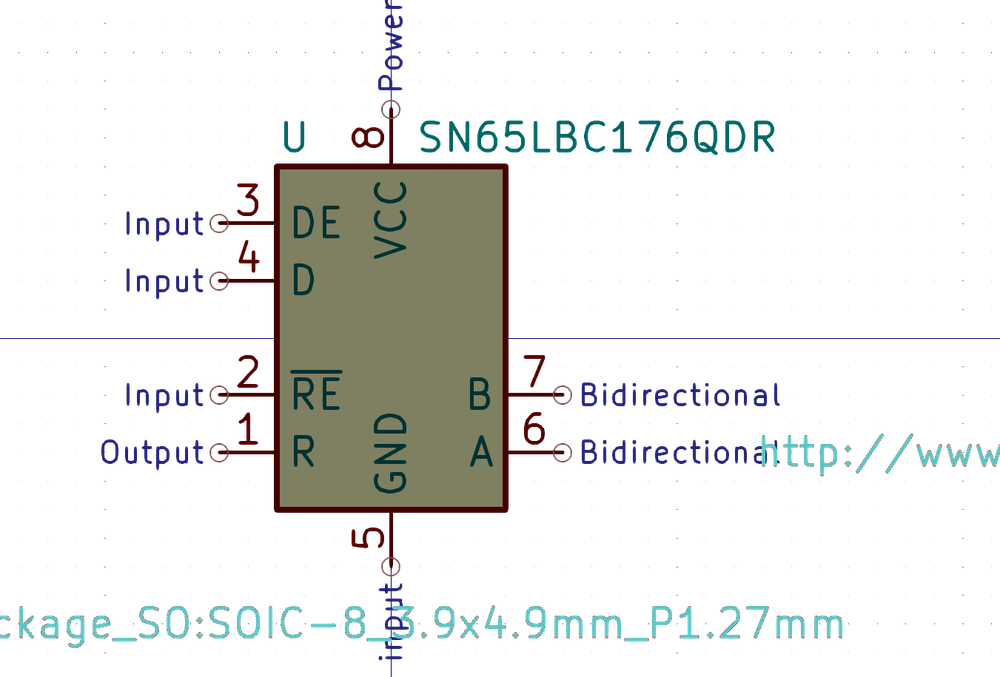 Power
U
8
SN65LBC176QDR
VCC
Input 3 DE
Input 4 D
Input 2 RE
B 7 Bidirectional
Output 1 R
A 6 Bidirectional
http://www
GND
5
input
ckage_SO:SOIC-8_3.9x4.9mm_P1.27mm